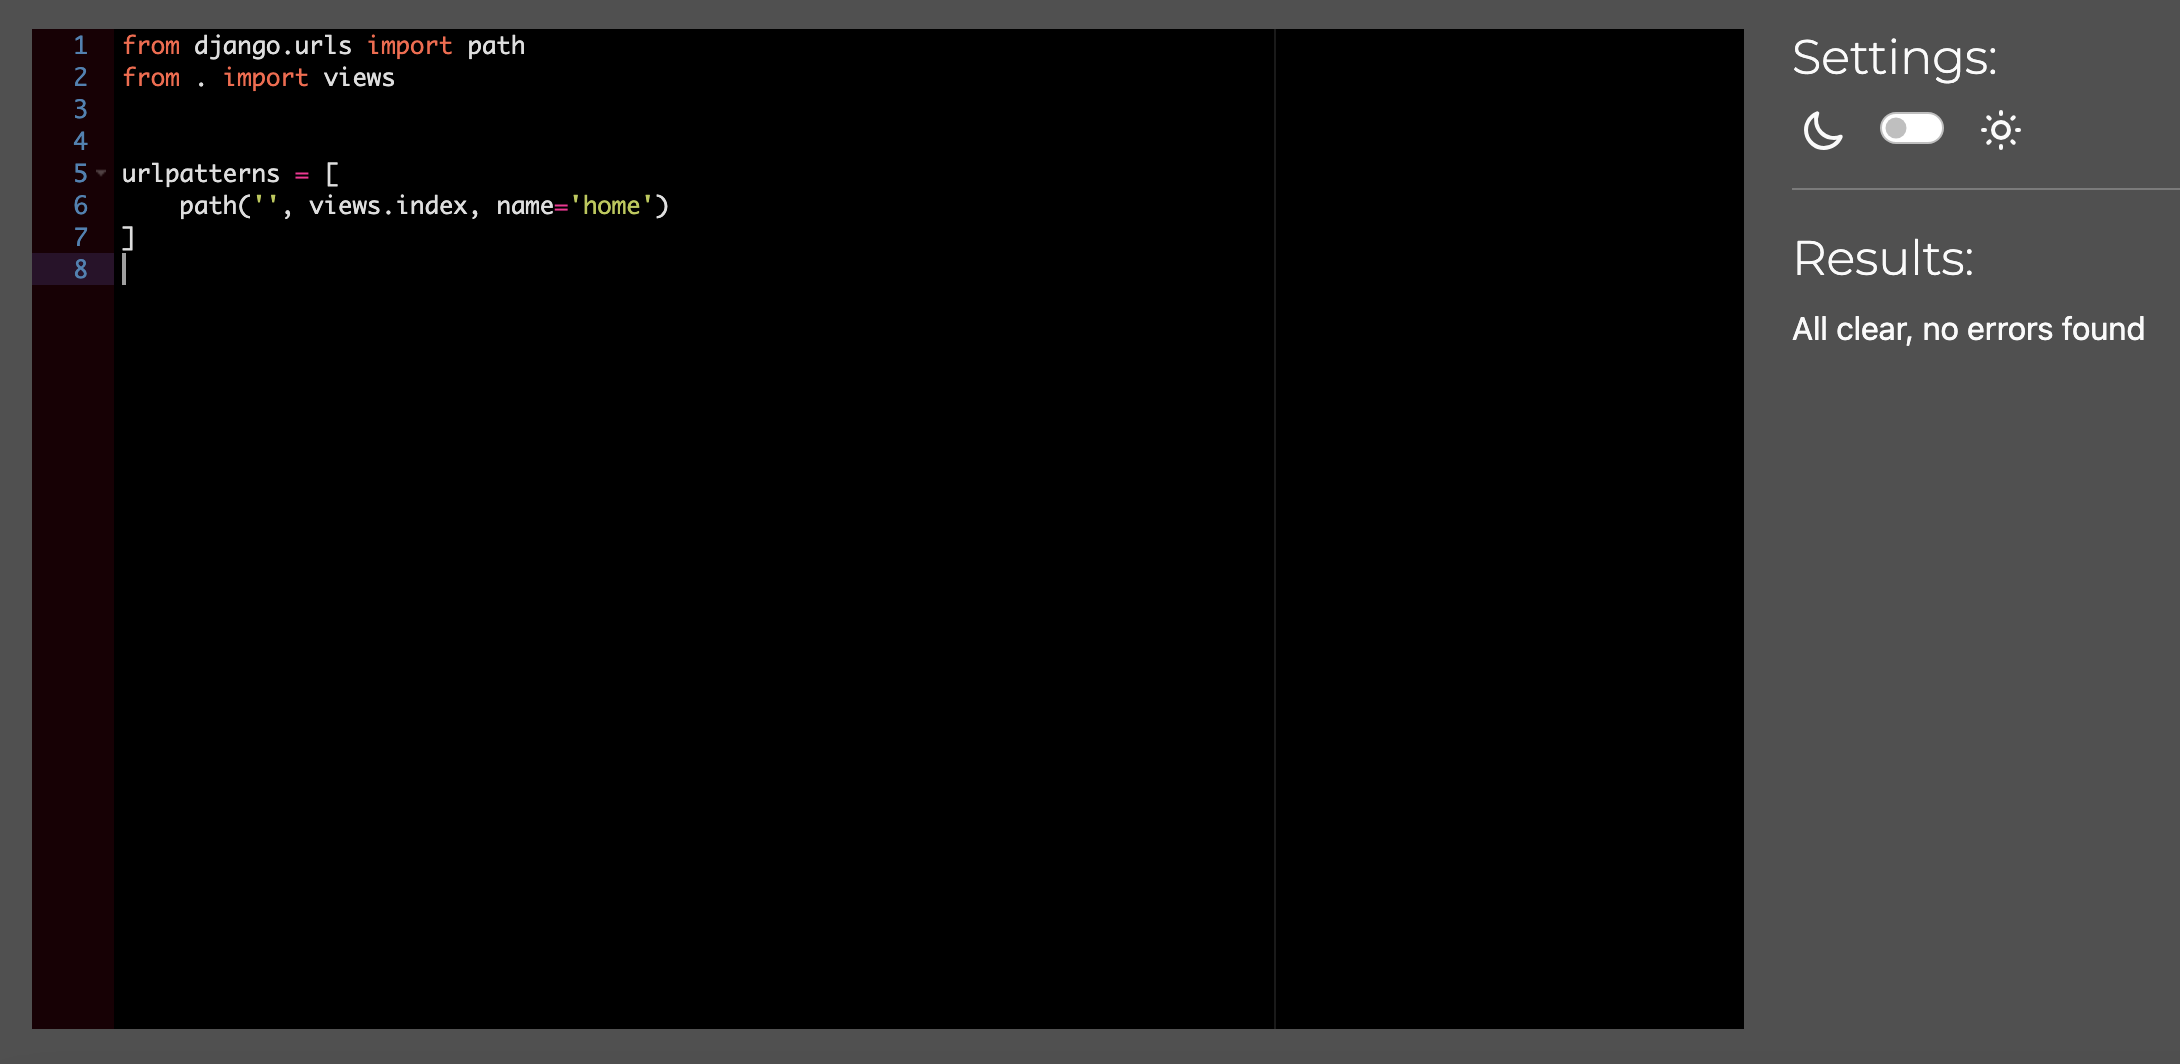 1 from django.urls import path
2 from . import views
3
4
5 urlpatterns = [
6     path('', views.index, name='home')
7 ]
8
Settings:
Results:
All clear, no errors found